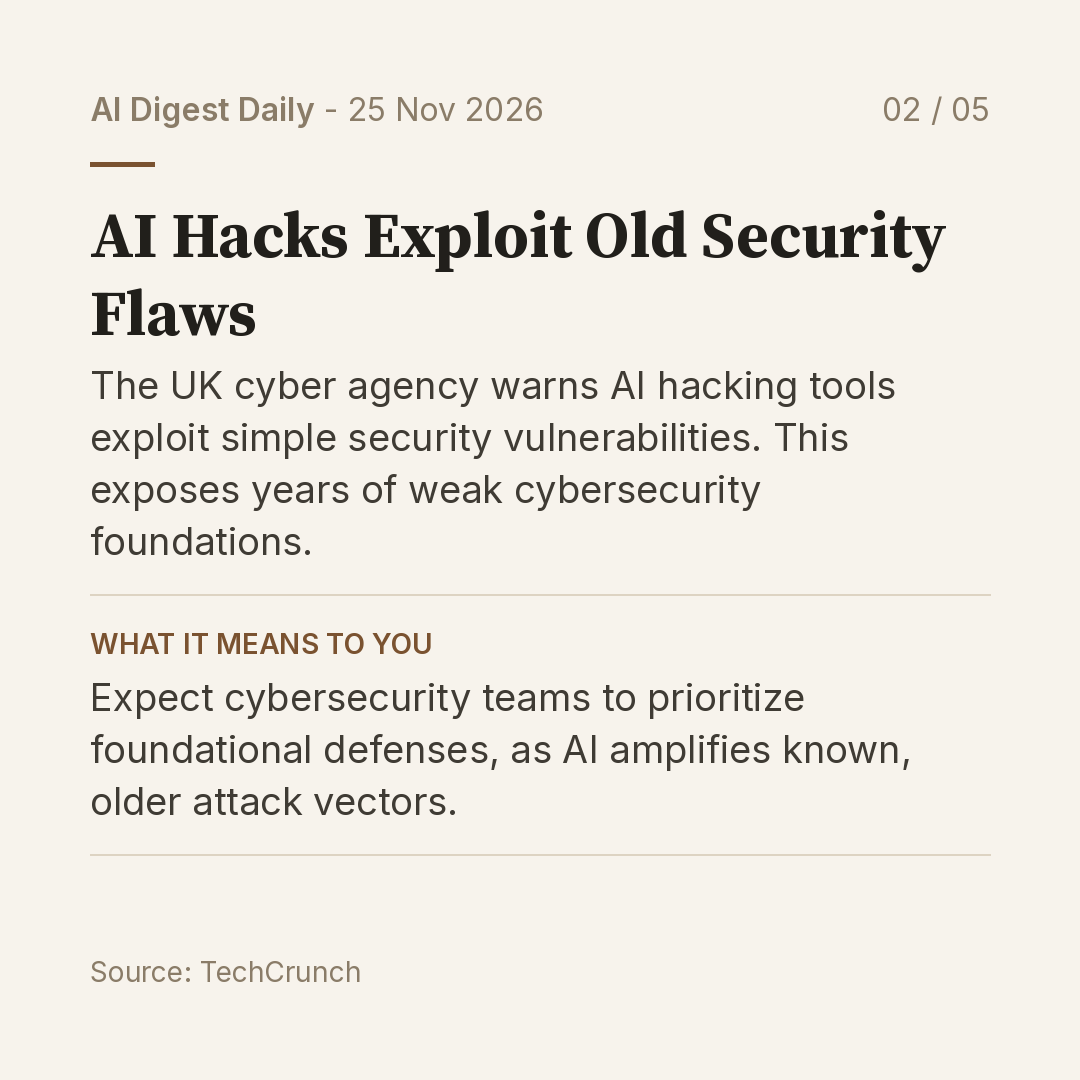 AI Digest Daily - 25 Nov 2026
02 / 05
AI Hacks Exploit Old Security
Flaws
The UK cyber agency warns AI hacking tools
exploit simple security vulnerabilities. This
exposes years of weak cybersecurity
foundations.
WHAT IT MEANS TO YOU
Expect cybersecurity teams to prioritize
foundational defenses, as AI amplifies known,
older attack vectors.
Source: TechCrunch